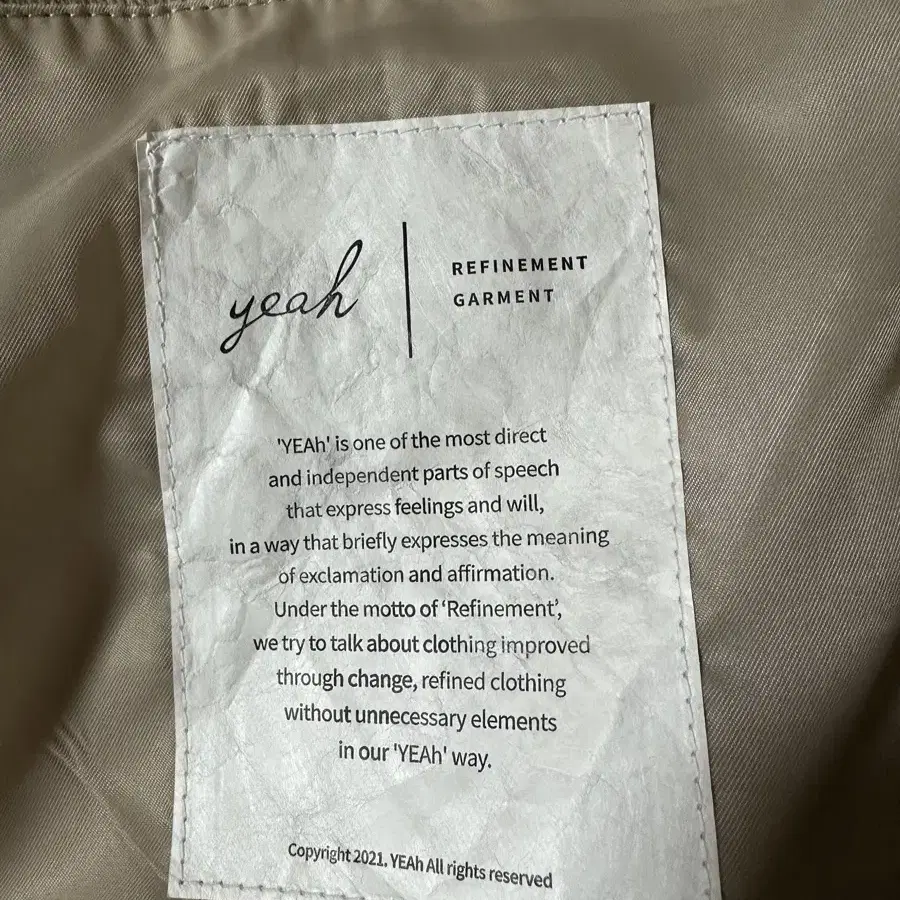 yeah
REFINEMENT
GARMENT
'YEAh' is one of the most direct
and independent parts of speech
that express feelings and will,
in a way that briefly expresses the meaning
of exclamation and affirmation.
Under the motto of ‘Refinement’,
we try to talk about clothing improved
through change, refined clothing
without unnecessary elements
in our 'YEAh' way.
Copyright 2021. YEAh All rights reserved